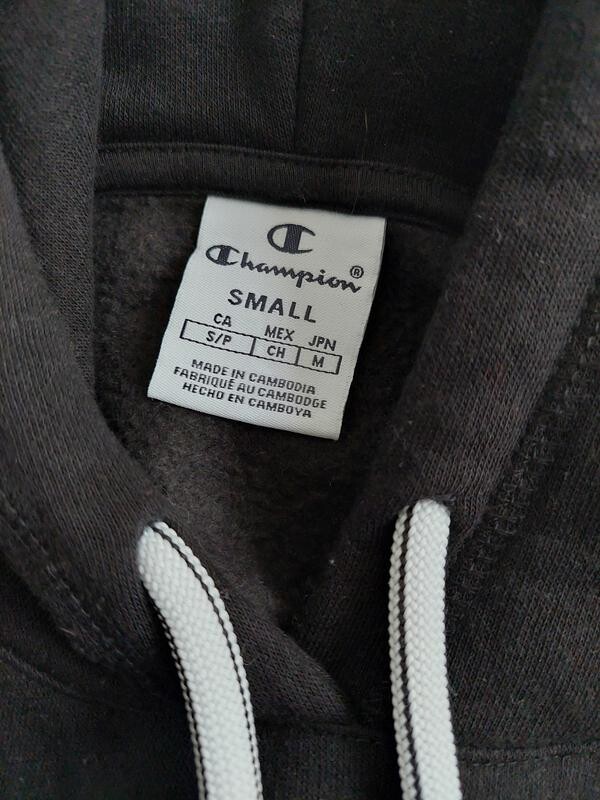 Champion®
SMALL
CA MEX JPN
S/P CH M
MADE IN CAMBODIA
FABRIQUÉ AU CAMBODGE
HECHO EN CAMBOYA